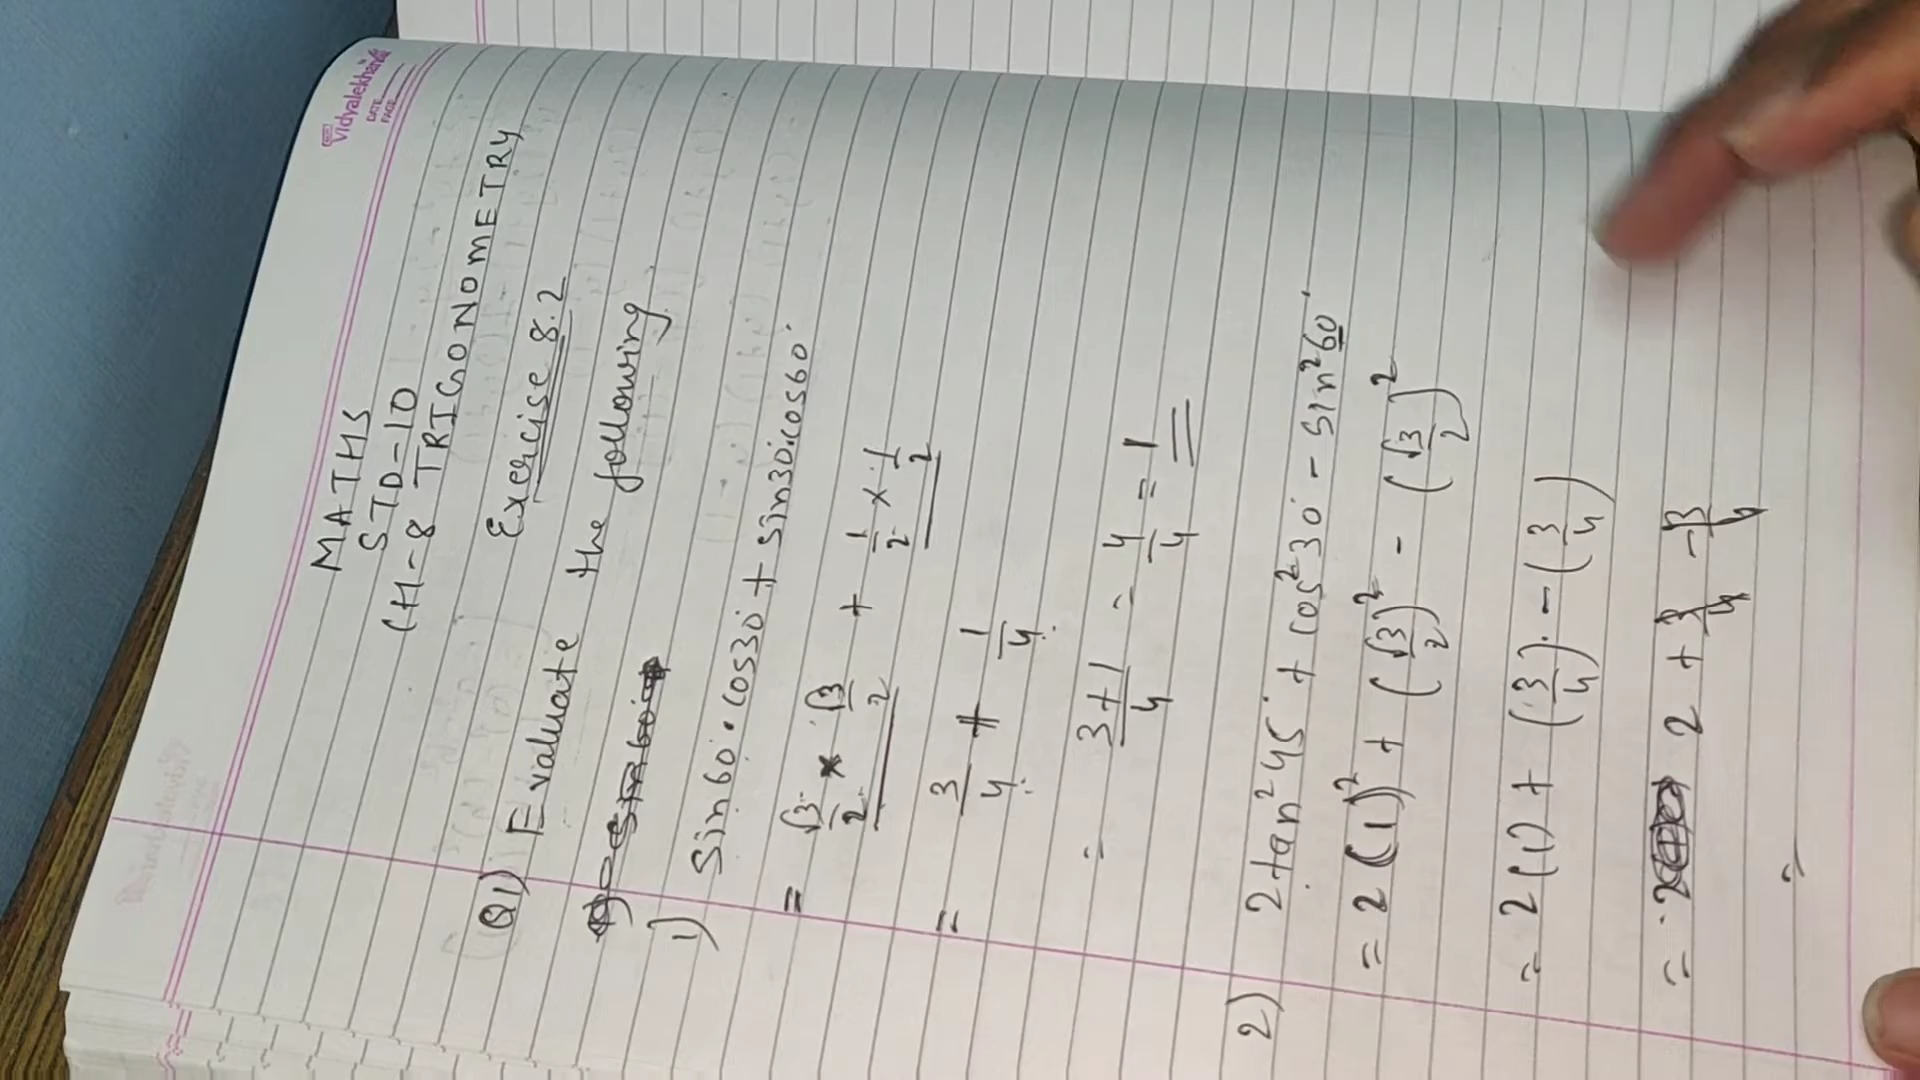 Vidyalekhan
DATE
PAGE
MATHS
STD-10
CH-8 TRIGONOMETRY
Exercise 8.2
Q1) Evaluate the following
1) Sin60°.cos30° + sin30°.cos60°
= √3/2 × √3/2 + 1/2 × 1/2
= 3/4 + 1/4
= 3+1/4 = 4/4 = 1
2) 2tan²45° + cos²30° - sin²60°
= 2(1)² + (√3/2)² - (√3/2)²
= 2(1) + (3/4) - (3/4)
= 2 + 3/4 - 3/4
=